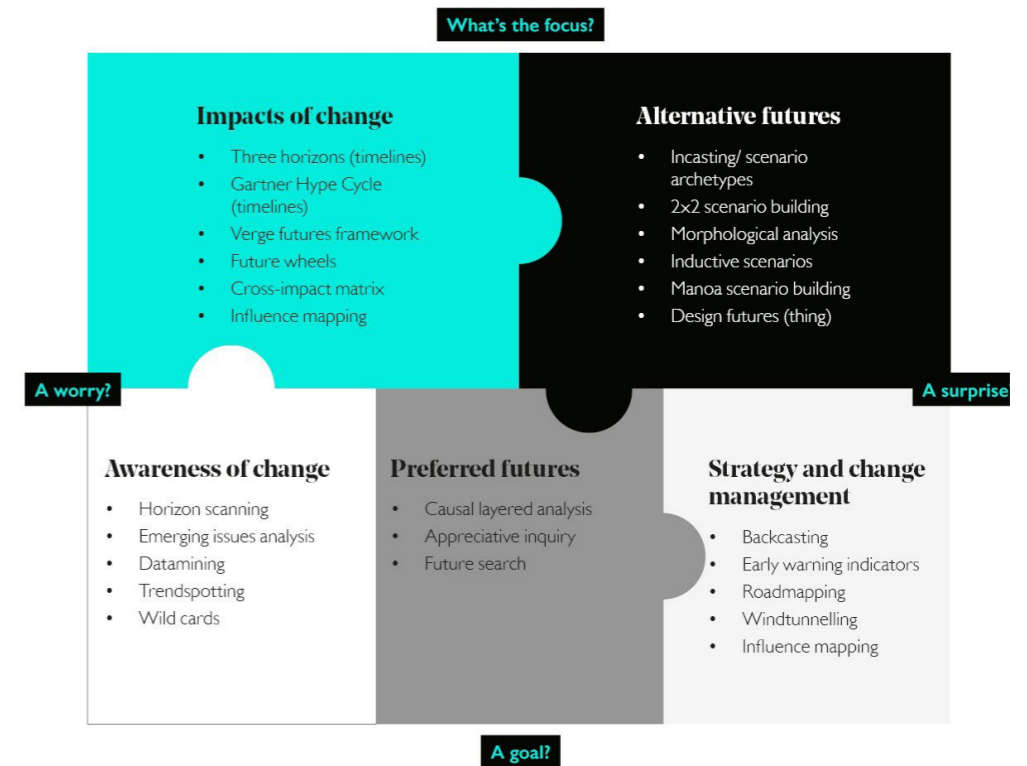 What's the focus?
Impacts of change
• Three horizons (timelines)
• Gartner Hype Cycle
(timelines)
• Verge futures framework
• Future wheels
• Cross-impact matrix
• Influence mapping
Alternative futures
• Incasting/ scenario
archetypes
• 2x2 scenario building
• Morphological analysis
• Inductive scenarios
• Manoa scenario building
• Design futures (thing)
A worry?
A surprise?
Awareness of change
• Horizon scanning
• Emerging issues analysis
• Datamining
• Trendspotting
• Wild cards
Preferred futures
• Causal layered analysis
• Appreciative inquiry
• Future search
Strategy and change
management
• Backcasting
• Early warning indicators
• Roadmapping
• Windtunnelling
• Influence mapping
A goal?